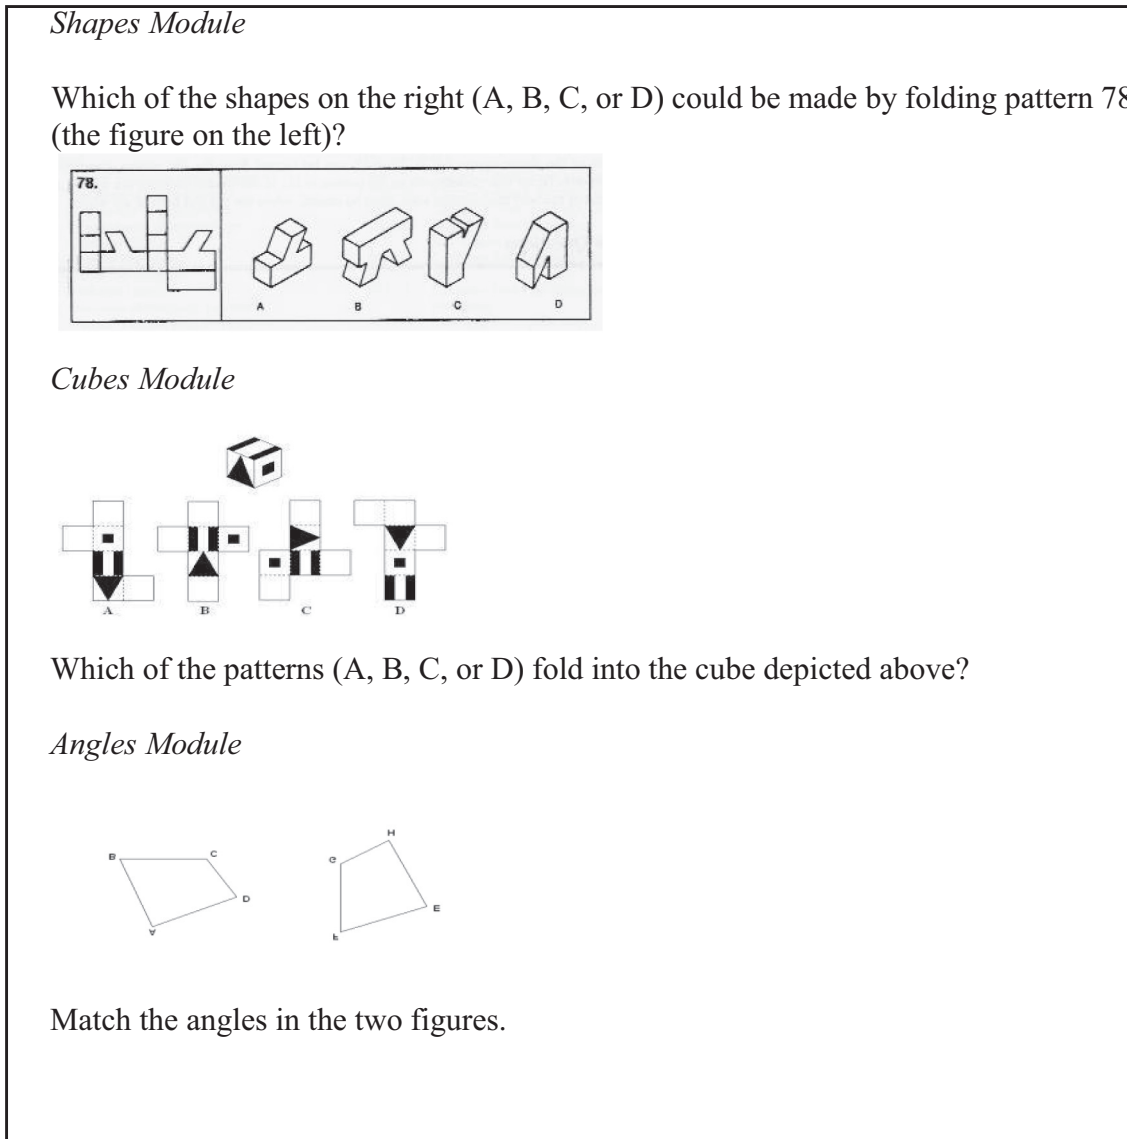 Shapes Module
Which of the shapes on the right (A, B, C, or D) could be made by folding pattern 78
(the figure on the left)?
78.
A B C D
Cubes Module
A B C D
Which of the patterns (A, B, C, or D) fold into the cube depicted above?
Angles Module
H
B C G
D E
A F
Match the angles in the two figures.